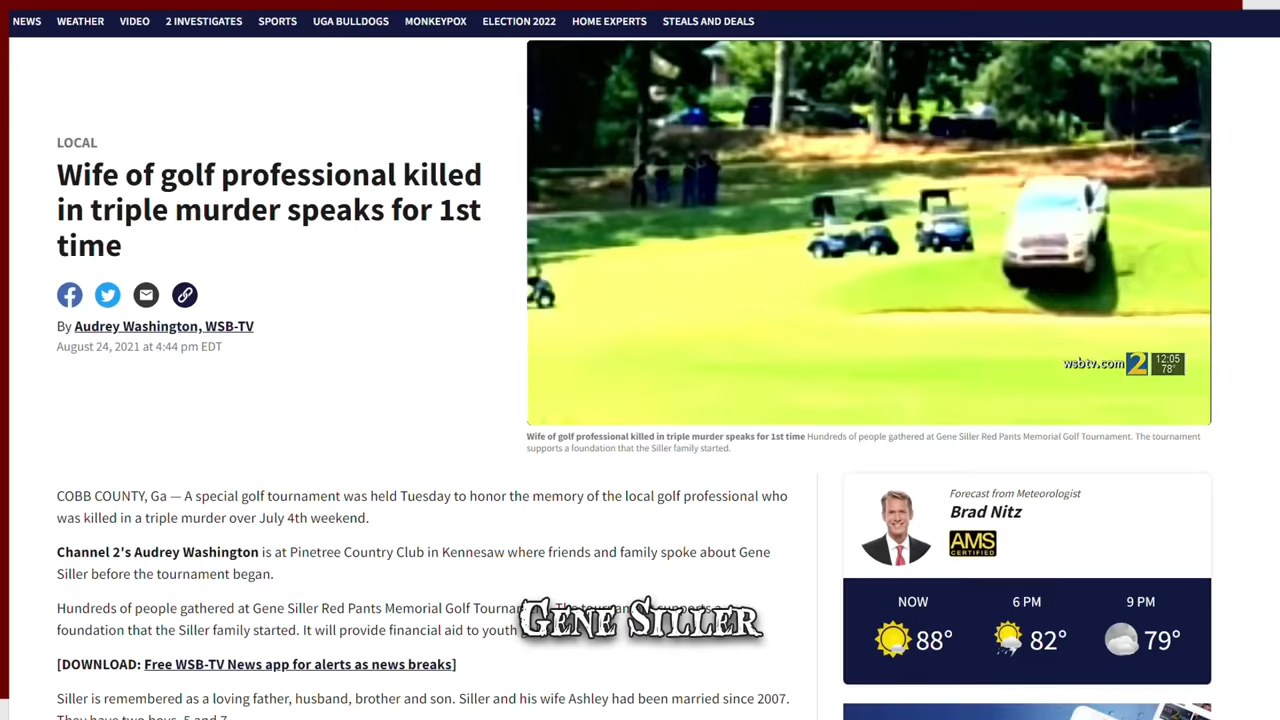 NEWS WEATHER VIDEO 2 INVESTIGATES SPORTS UGA BULLDOGS MONKEYPOX ELECTION 2022 HOME EXPERTS STEALS AND DEALS
LOCAL
Wife of golf professional killed
in triple murder speaks for 1st
time
By Audrey Washington, WSB-TV
August 24, 2021 at 4:44 pm EDT
wsbtv.com 2 12:05
78°
Wife of golf professional killed in triple murder speaks for 1st time Hundreds of people gathered at Gene Siller Red Pants Memorial Golf Tournament. The tournament
supports a foundation that the Siller family started.
COBB COUNTY, Ga — A special golf tournament was held Tuesday to honor the memory of the local golf professional who
was killed in a triple murder over July 4th weekend.
Channel 2's Audrey Washington is at Pinetree Country Club in Kennesaw where friends and family spoke about Gene
Siller before the tournament began.
Hundreds of people gathered at Gene Siller Red Pants Memorial Golf
foundation that the Siller family started. It will provide financial aid to youth
GENE SILLER
[DOWNLOAD: Free WSB-TV News app for alerts as news breaks]
Siller is remembered as a loving father, husband, brother and son. Siller and his wife Ashley had been married since 2007.
They have two boys, 5 and 7.
Forecast from Meteorologist
Brad Nitz
AMS
CERTIFIED
NOW 6 PM 9 PM
88° 82° 79°